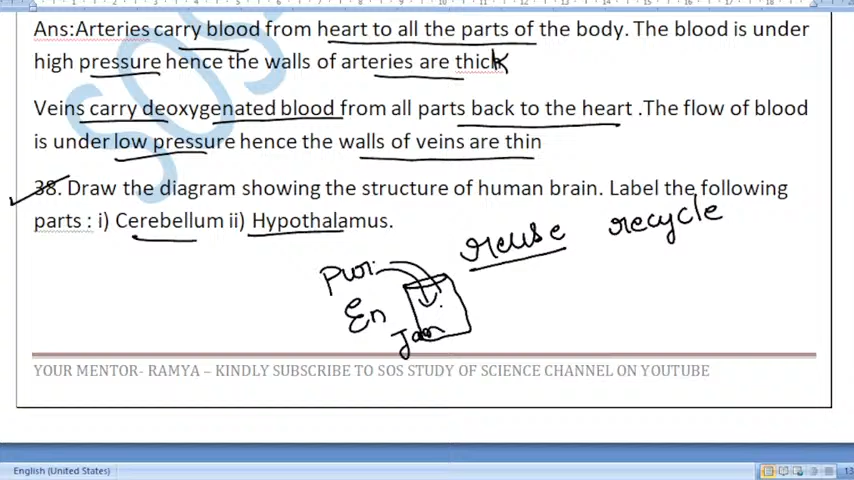 Ans:Arteries carry blood from heart to all the parts of the body. The blood is under
high pressure hence the walls of arteries are thick
Veins carry deoxygenated blood from all parts back to the heart .The flow of blood
is under low pressure hence the walls of veins are thin
38. Draw the diagram showing the structure of human brain. Label the following
parts : i) Cerebellum ii) Hypothalamus.
reuse recycle
En
Jam
YOUR MENTOR- RAMYA – KINDLY SUBSCRIBE TO SOS STUDY OF SCIENCE CHANNEL ON YOUTUBE
English (United States)
13